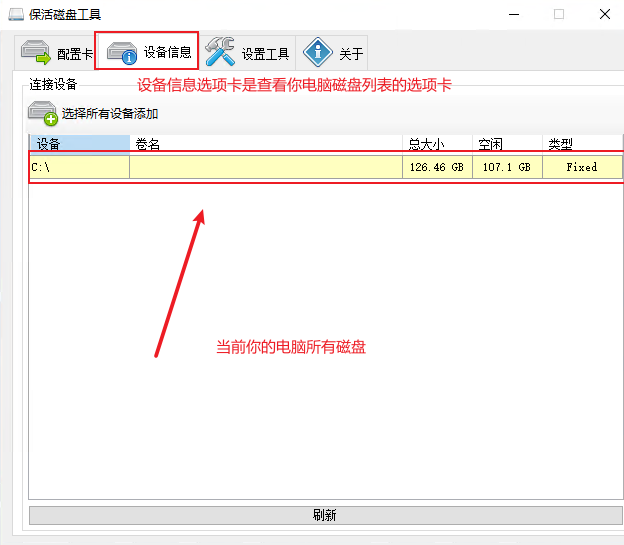 保活磁盘工具
配置卡 设备信息 设置工具 关于
连接设备 设备信息选项卡是查看你电脑磁盘列表的选项卡
选择所有设备添加
设备 卷名 总大小 空闲 类型
C:\ 126.46 GB 107.1 GB Fixed
当前你的电脑所有磁盘
刷新